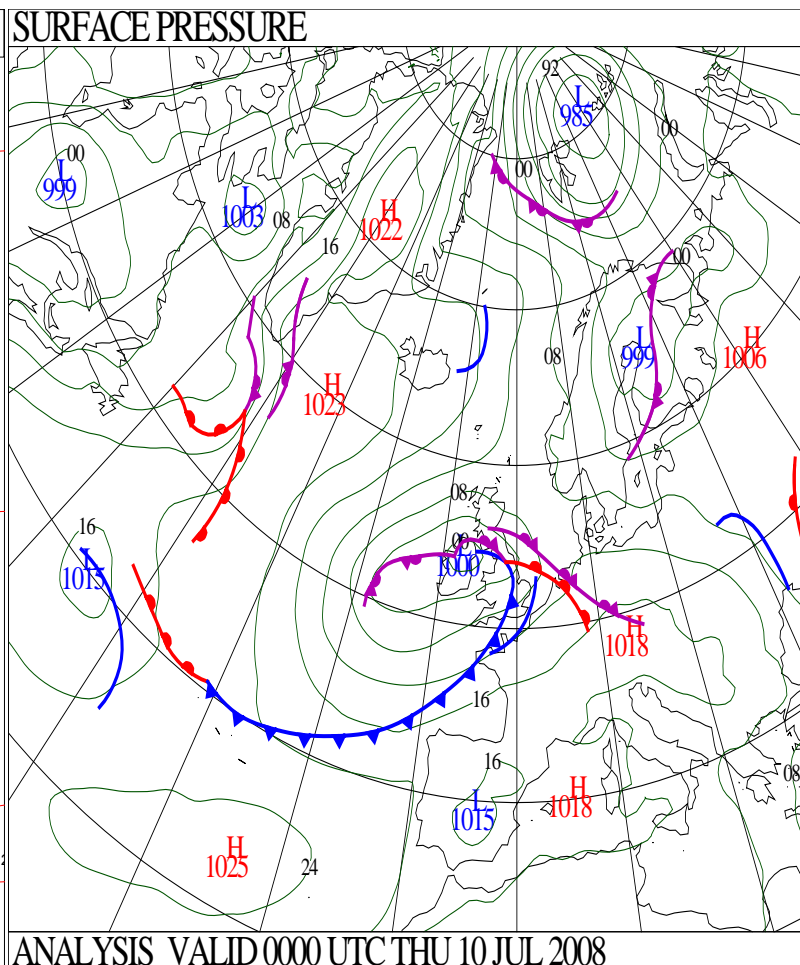 SURFACE PRESSURE
92
L
985
00
00
L
999
00
L
1003
08
H
1022
16
00
L
999
H
1006
08
H
1023
08
00
L
1000
16
L
1015
H
1018
16
16
L
1015
H
1018
08
H
1025
24
ANALYSIS VALID 0000 UTC THU 10 JUL 2008